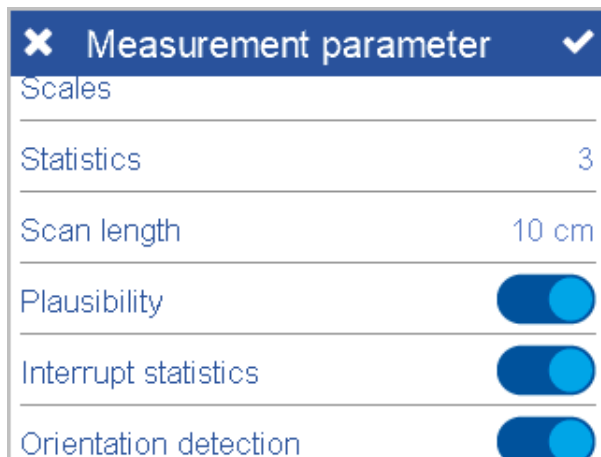 Measurement parameter
Scales
Statistics 3
Scan length 10 cm
Plausibility
Interrupt statistics
Orientation detection